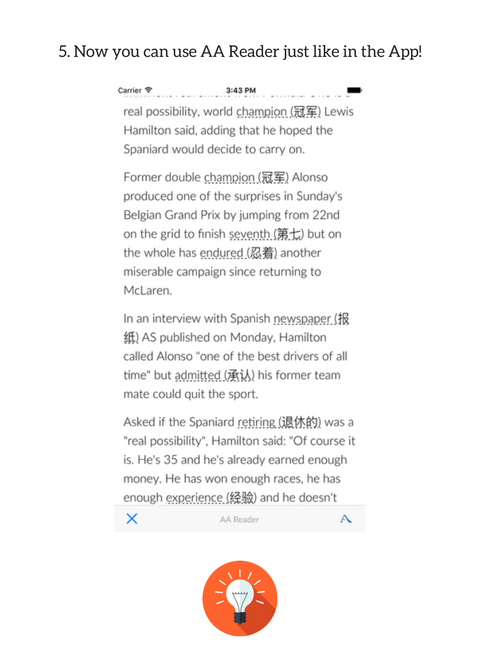 5. Now you can use AA Reader just like in the App!
Carrier 3:43 PM
real possibility, world champion (冠军) Lewis
Hamilton said, adding that he hoped the
Spaniard would decide to carry on.
Former double champion (冠军) Alonso
produced one of the surprises in Sunday's
Belgian Grand Prix by jumping from 22nd
on the grid to finish seventh (第七) but on
the whole has endured (忍着) another
miserable campaign since returning to
McLaren.
In an interview with Spanish newspaper (报
纸) AS published on Monday, Hamilton
called Alonso "one of the best drivers of all
time" but admitted (承认) his former team
mate could quit the sport.
Asked if the Spaniard retiring (退休的) was a
"real possibility", Hamilton said: "Of course it
is. He's 35 and he's already earned enough
money. He has won enough races, he has
enough experience (经验) and he doesn't
AA Reader